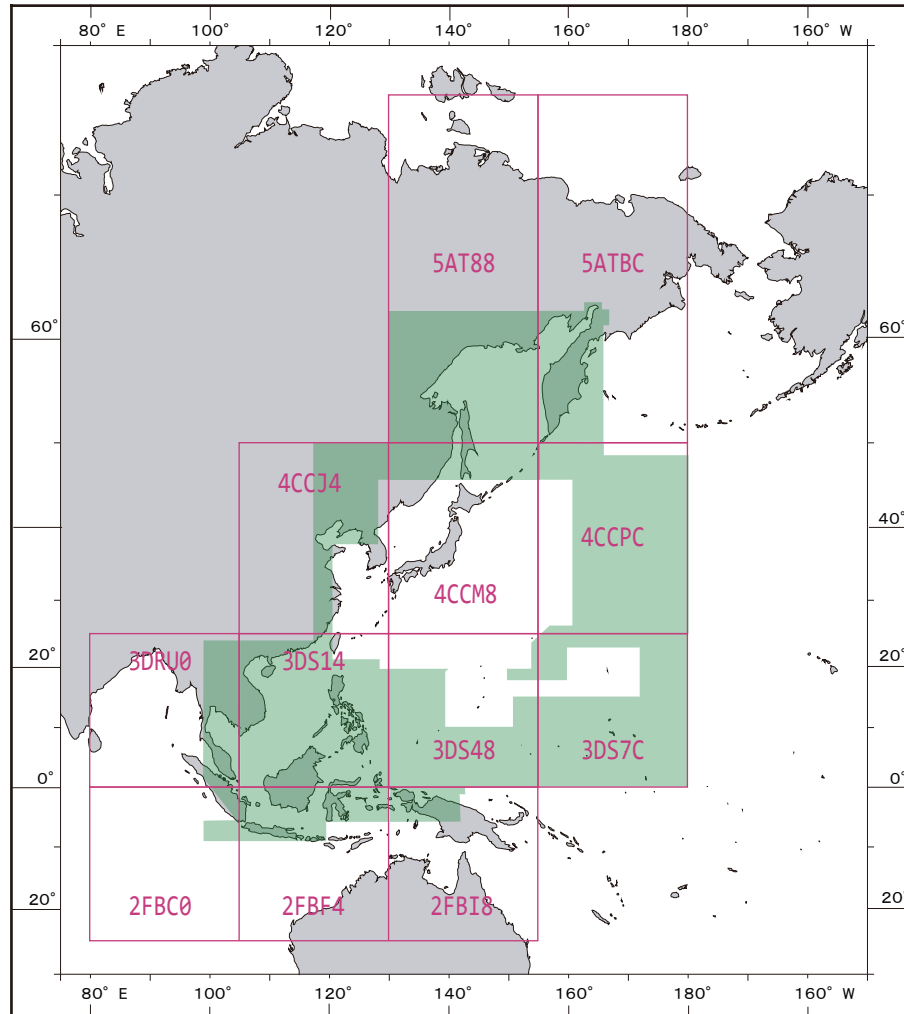 80° E 100° 120° 140° 160° 180° 160° W
5AT88 5ATBC
60° 60°
4CCJ4
40° 4CCPC 40°
4CCM8
20° 3DRU0 3DS14 20°
3DS48 3DS7C
0° 0°
20° 2FBC0 2FBF4 2FBI8 20°
80° E 100° 120° 140° 160° 180° 160° W